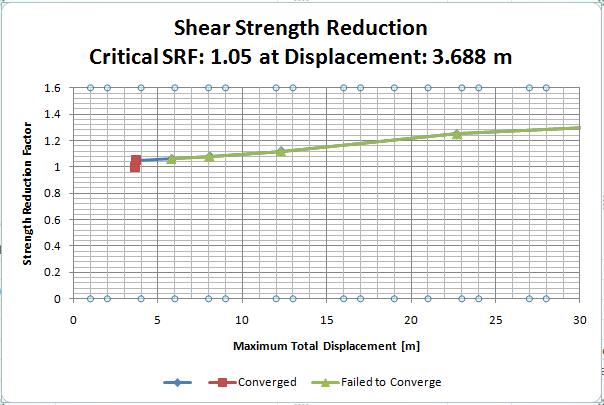 Shear Strength Reduction
Critical SRF: 1.05 at Displacement: 3.688 m
1.6
1.4
1.2
1
0.8
0.6
0.4
0.2
0
Strength Reduction Factor
0 5 10 15 20 25 30
Maximum Total Displacement [m]
Converged Failed to Converge